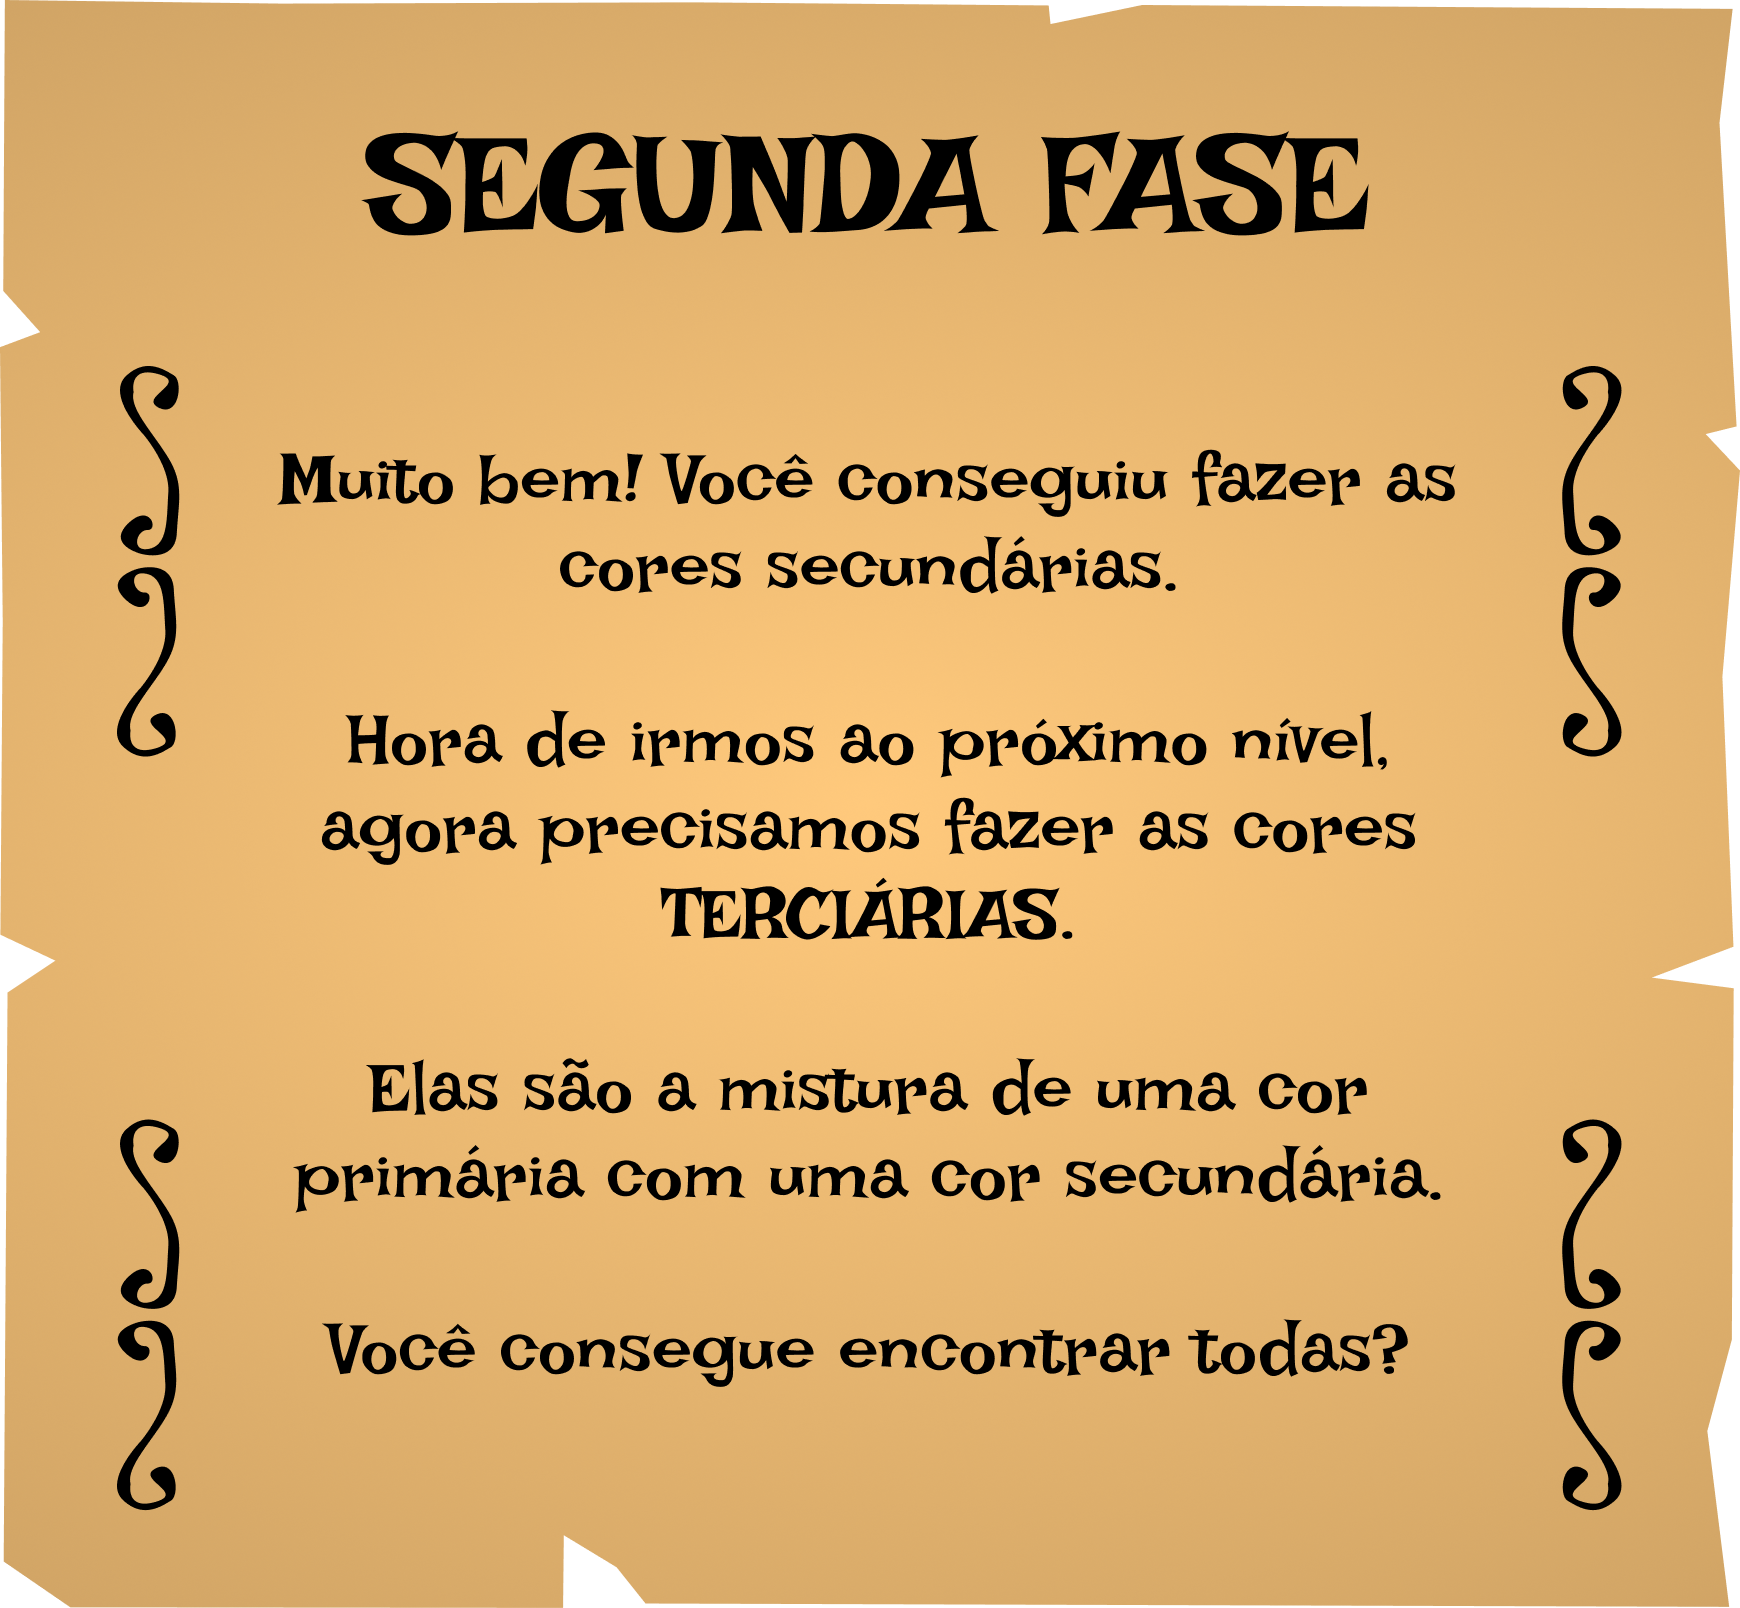 SEGUNDA FASE
Muito bem! Você conseguiu fazer as
cores secundárias.
Hora de irmos ao próximo nível,
agora precisamos fazer as cores
TERCIÁRIAS.
Elas são a mistura de uma cor
primária com uma cor secundária.
Você consegue encontrar todas?